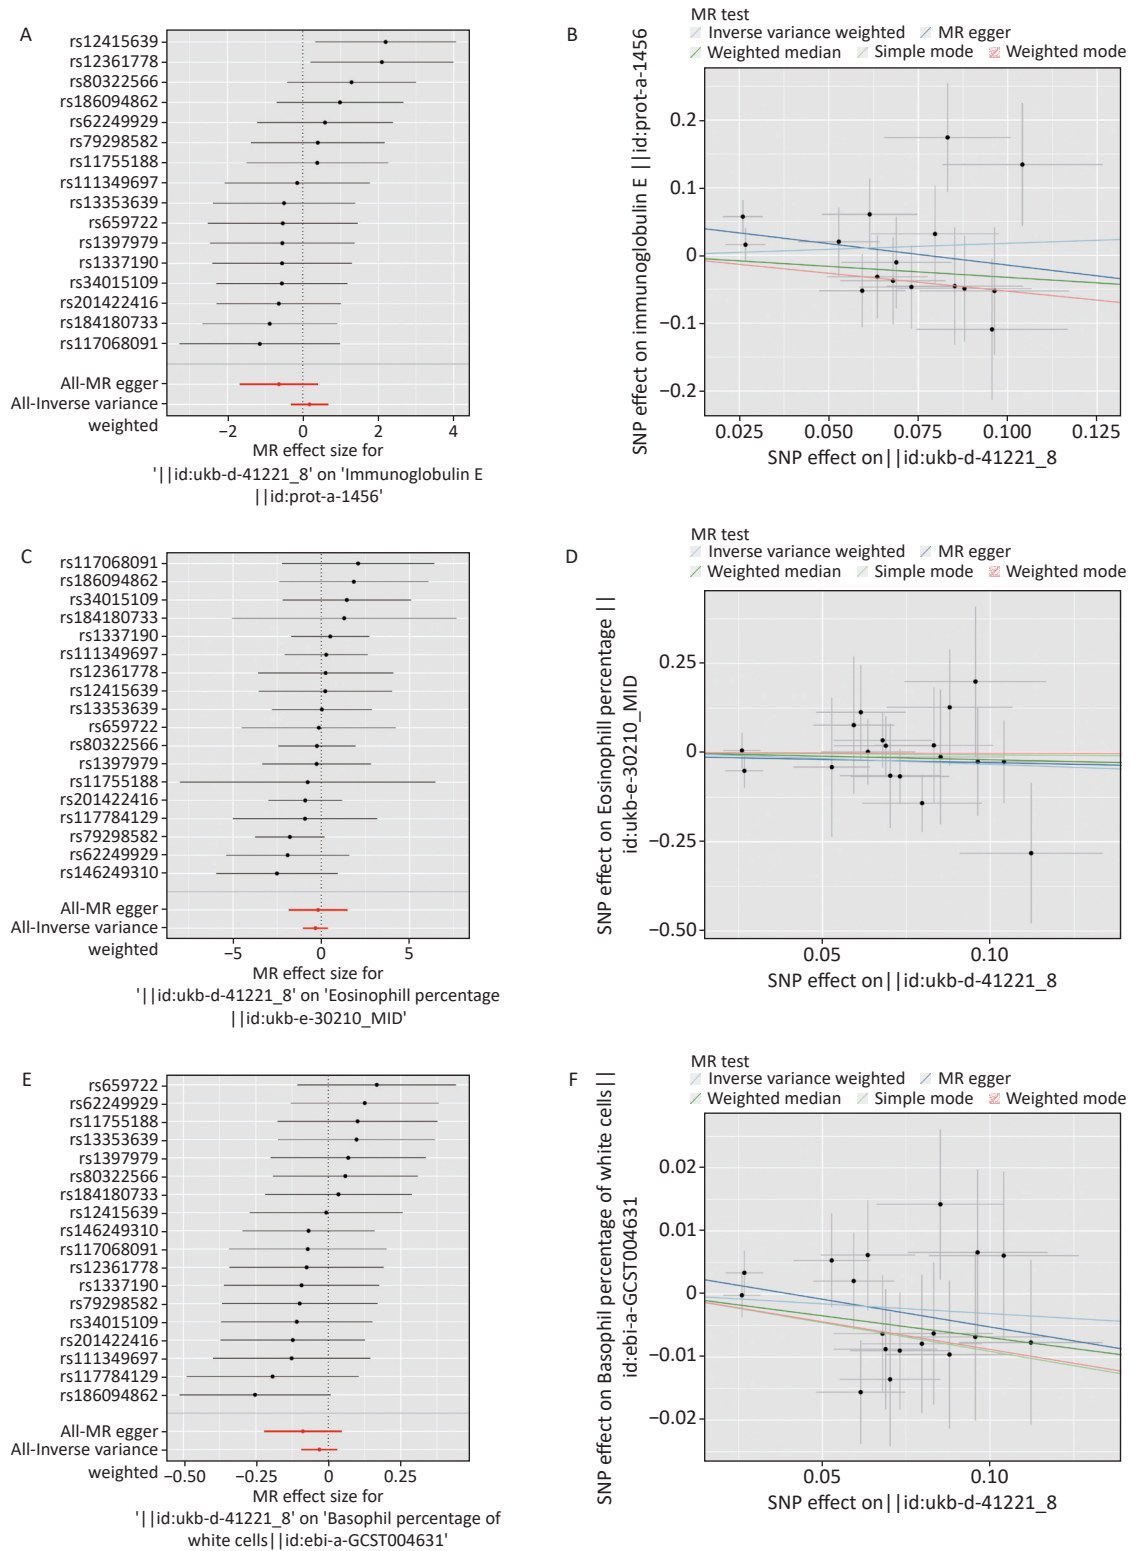 A
rs12415639
rs12361778
rs80322566
rs186094862
rs62249929
rs79298582
rs11755188
rs111349697
rs13353639
rs659722
rs1397979
rs1337190
rs34015109
rs201422416
rs184180733
rs117068091
All-MR egger
All-Inverse variance
weighted
−2 0 2 4
MR effect size for
'||id:ukb-d-41221_8' on 'Immunoglobulin E
||id:prot-a-1456'
B
MR test
Inverse variance weighted MR egger
Weighted median Simple mode Weighted mode
SNP effect on immunoglobulin E ||id:prot-a-1456
0.2
0.1
0
−0.1
−0.2
0.025 0.050 0.075 0.100 0.125
SNP effect on||id:ukb-d-41221_8
C
rs117068091
rs186094862
rs34015109
rs184180733
rs1337190
rs111349697
rs12361778
rs12415639
rs13353639
rs659722
rs80322566
rs1397979
rs11755188
rs201422416
rs117784129
rs79298582
rs62249929
rs146249310
All-MR egger
All-Inverse variance
weighted
−5 0 5
MR effect size for
'||id:ukb-d-41221_8' on 'Eosinophill percentage
||id:ukb-e-30210_MID'
D
MR test
Inverse variance weighted MR egger
Weighted median Simple mode Weighted mode
SNP effect on Eosinophill percentage ||
id:ukb-e-30210_MID
0.25
0
−0.25
−0.50
0.05 0.10
SNP effect on||id:ukb-d-41221_8
E
rs659722
rs62249929
rs11755188
rs13353639
rs1397979
rs80322566
rs184180733
rs12415639
rs146249310
rs117068091
rs12361778
rs1337190
rs79298582
rs34015109
rs201422416
rs111349697
rs117784129
rs186094862
All-MR egger
All-Inverse variance
weighted
−0.50 −0.25 0 0.25
MR effect size for
'||id:ukb-d-41221_8' on 'Basophil percentage of
white cells||id:ebi-a-GCST004631'
F
MR test
Inverse variance weighted MR egger
Weighted median Simple mode Weighted mode
SNP effect on Basophil percentage of white cells||
id:ebi-a-GCST004631
0.02
0.01
0
−0.01
−0.02
0.05 0.10
SNP effect on||id:ukb-d-41221_8